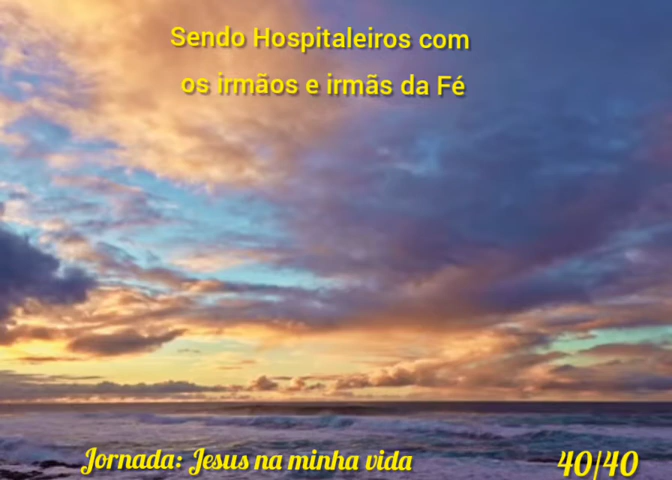 Sendo Hospitaleiros com
os irmãos e irmãs da Fé
Jornada: Jesus na minha vida
40/40